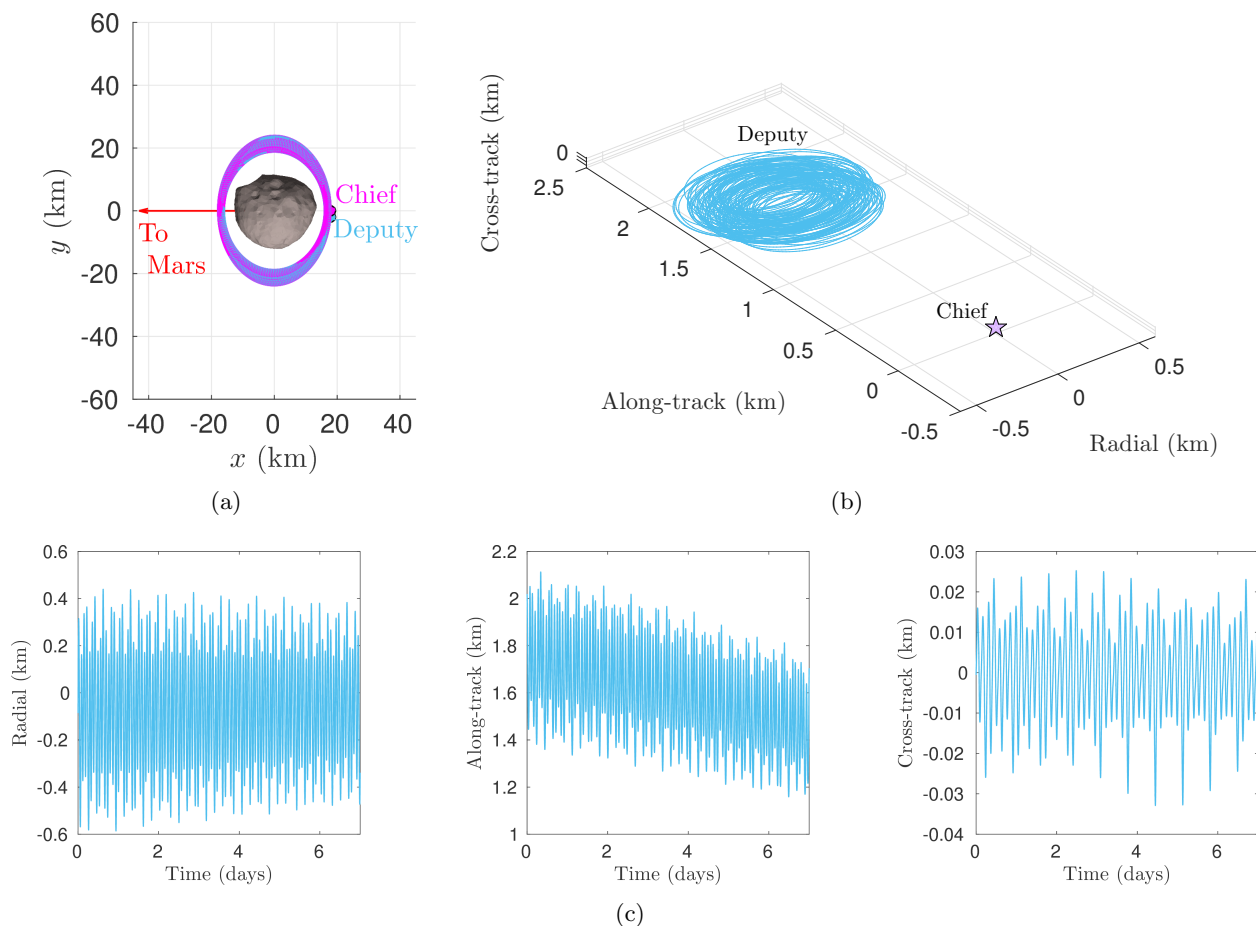 60
40
20
0
-20
-40
-60
y (km)
-40 -20 0 20 40
x (km)
Chief
Deputy
To
Mars
(a)
Cross-track (km)
0
2.5
2
1.5
1
0.5
0
-0.5
Along-track (km)
-0.5
0
0.5
Radial (km)
Deputy
Chief
(b)
0.6
0.4
0.2
0
-0.2
-0.4
-0.6
Radial (km)
0 2 4 6
Time (days)
2.2
2
1.8
1.6
1.4
1.2
1
Along-track (km)
0 2 4 6
Time (days)
0.03
0.02
0.01
0
-0.01
-0.02
-0.03
-0.04
Cross-track (km)
0 2 4 6
Time (days)
(c)